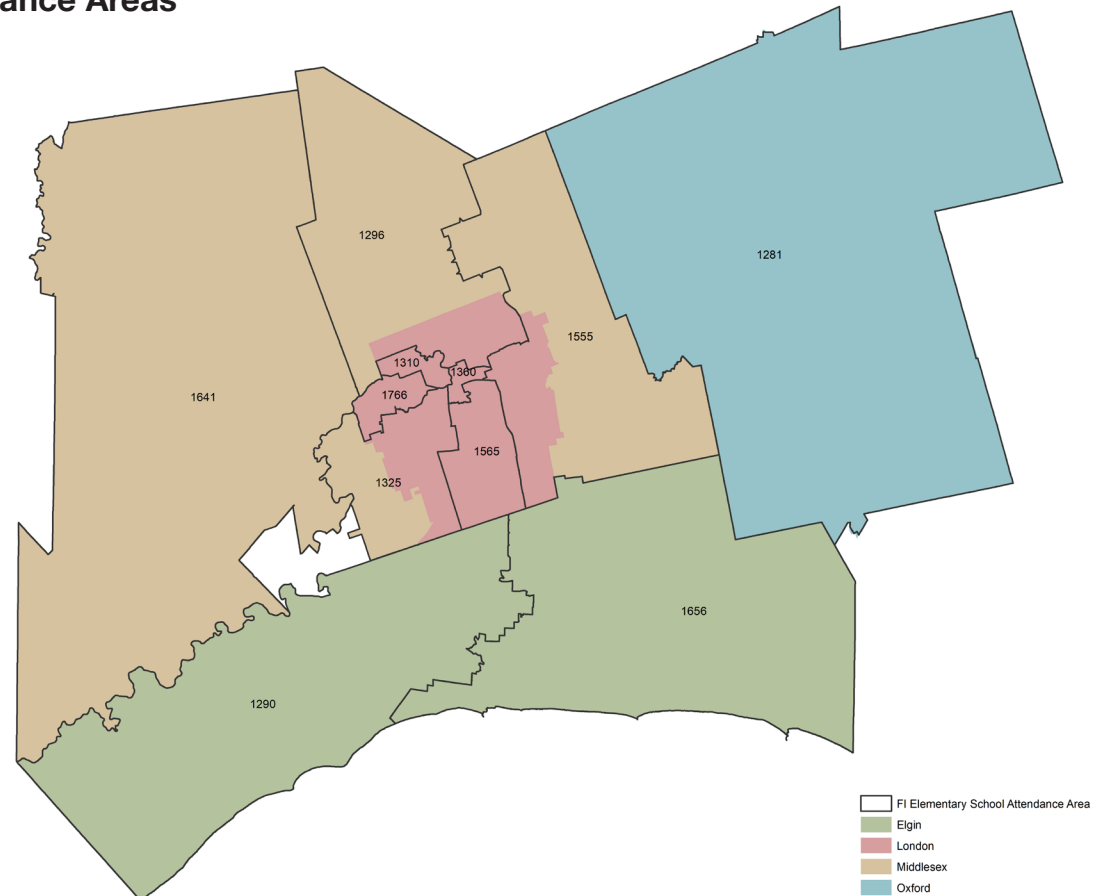 ance Areas
1296
1281
1555
1310
1360
1766
1641
1565
1325
1656
1290
FI Elementary School Attendance Area
Elgin
London
Middlesex
Oxford